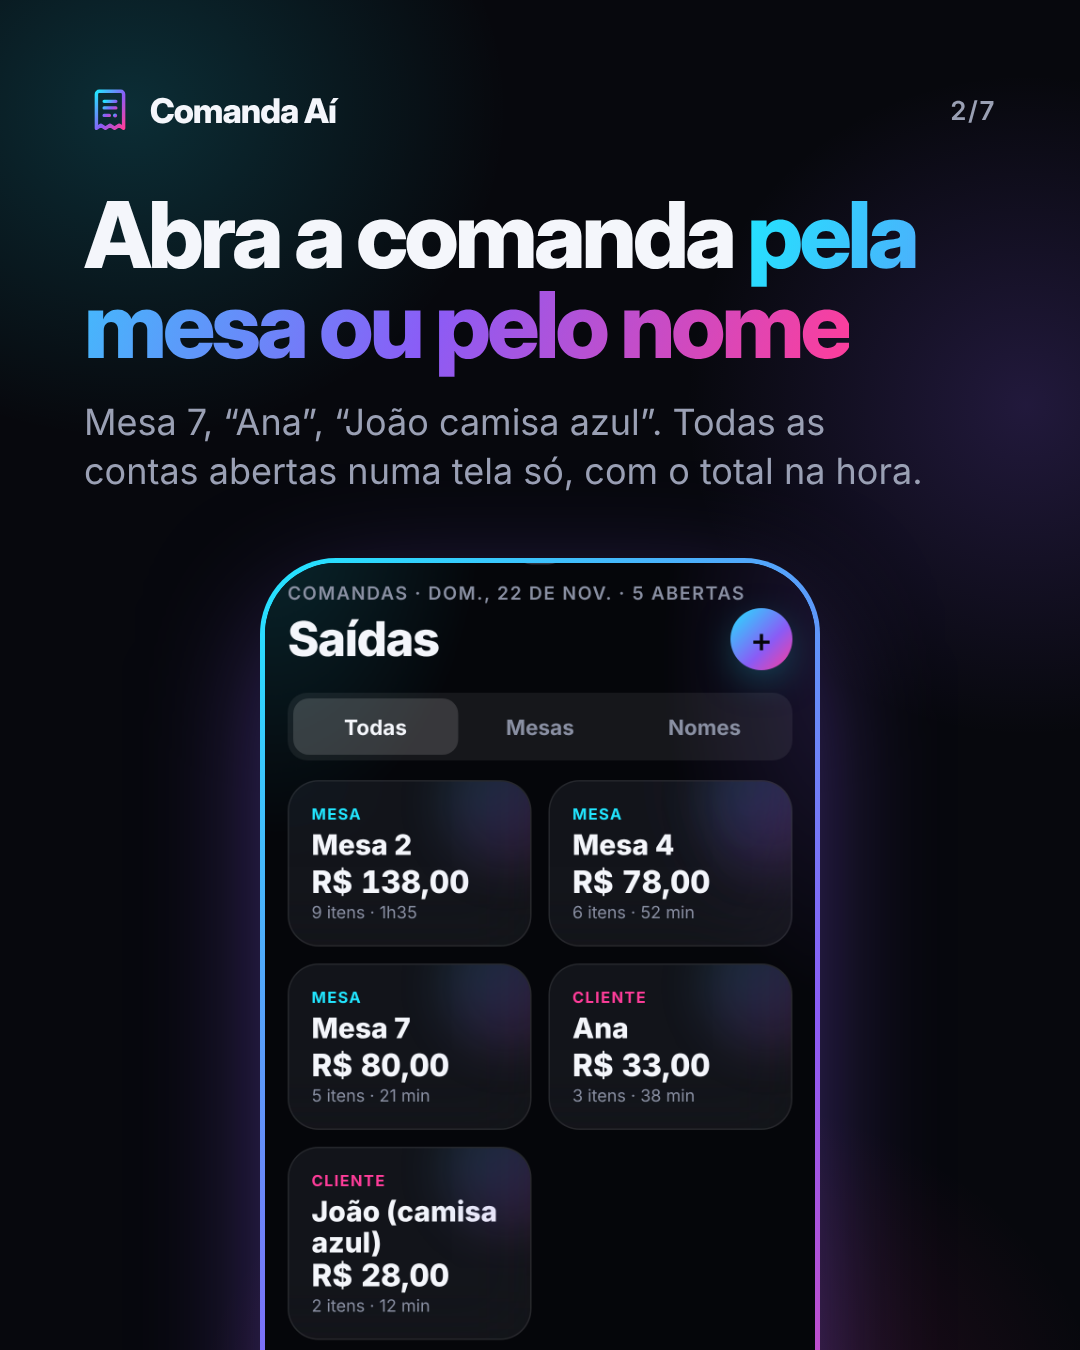 Comanda Aí
2/7
Abra a comanda pela
mesa ou pelo nome
Mesa 7, “Ana”, “João camisa azul”. Todas as
contas abertas numa tela só, com o total na hora.
COMANDAS · DOM., 22 DE NOV. · 5 ABERTAS
Saídas
+
Todas
Mesas
Nomes
MESA
Mesa 2
R$ 138,00
9 itens · 1h35
MESA
Mesa 4
R$ 78,00
6 itens · 52 min
MESA
Mesa 7
R$ 80,00
5 itens · 21 min
CLIENTE
Ana
R$ 33,00
3 itens · 38 min
CLIENTE
João (camisa
azul)
R$ 28,00
2 itens · 12 min